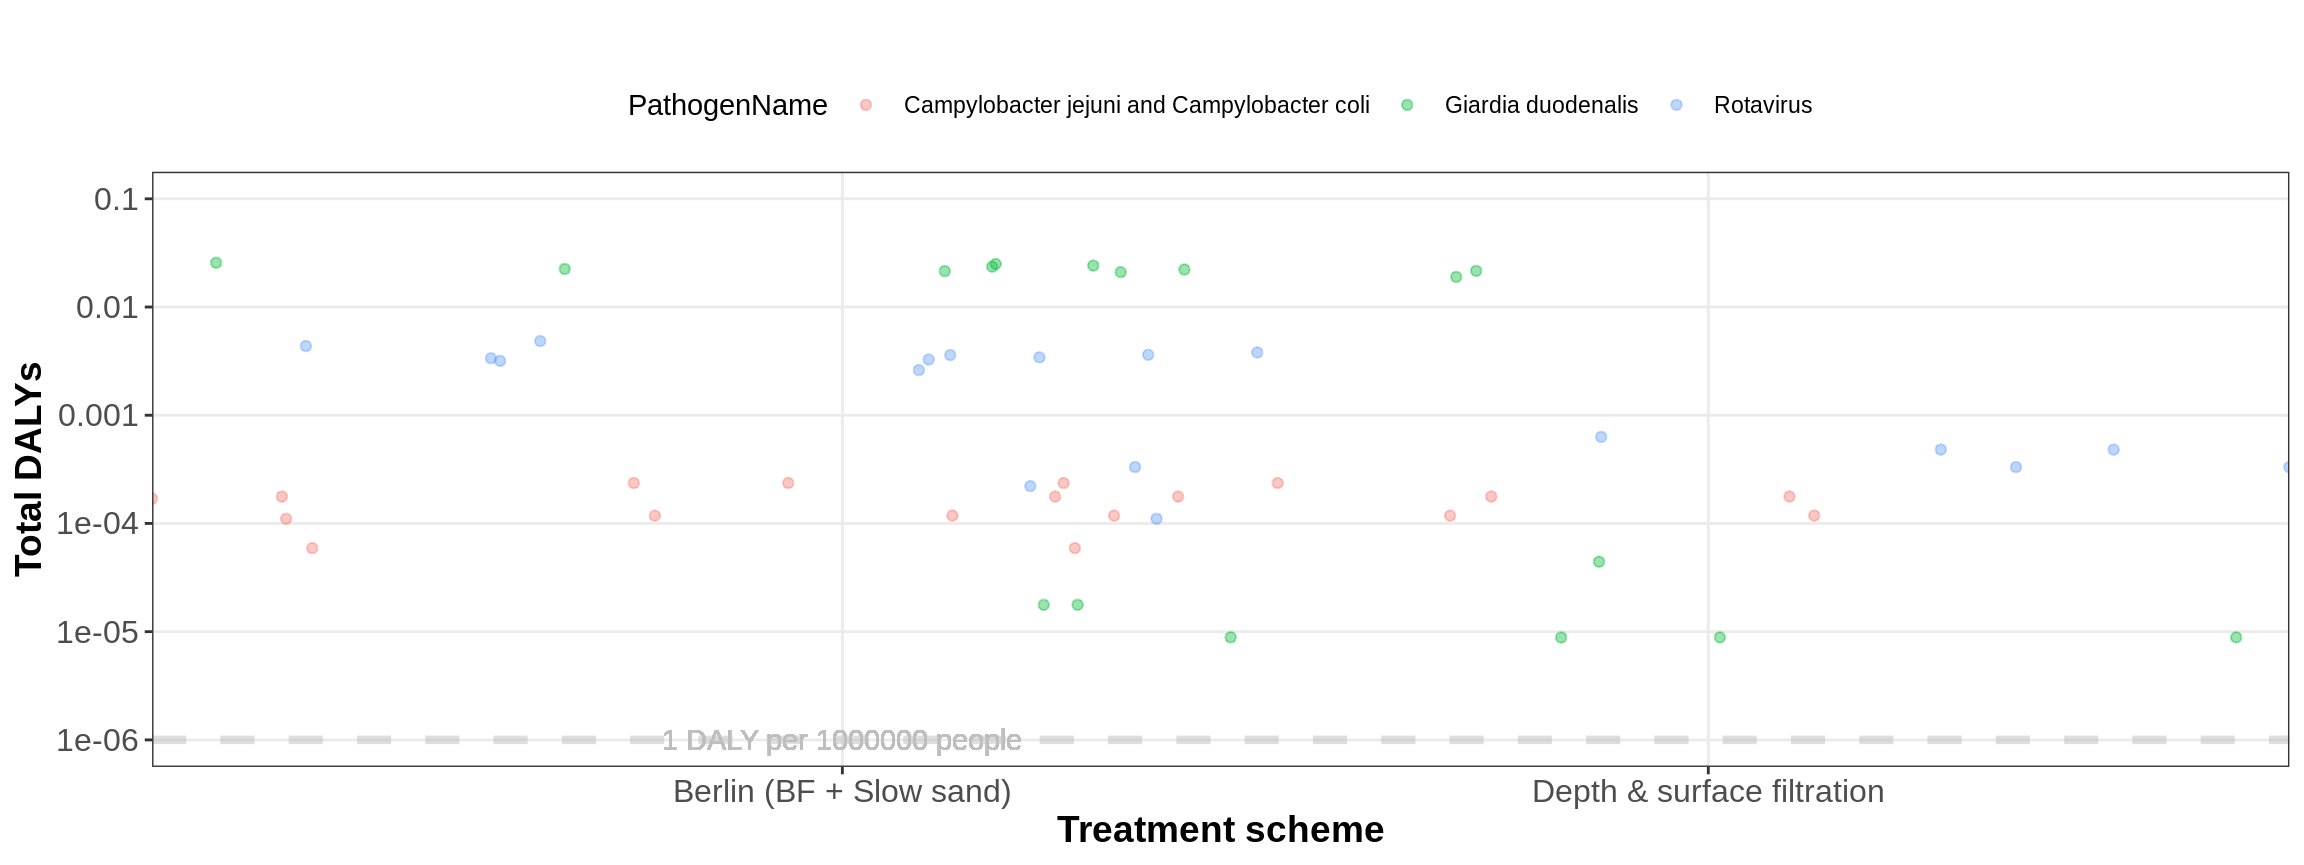 PathogenName Campylobacter jejuni and Campylobacter coli Giardia duodenalis Rotavirus
Total DALYs
0.1
0.01
0.001
1e-04
1e-05
1e-06
1 DALY per 1000000 people
Berlin (BF + Slow sand) Depth & surface filtration
Treatment scheme